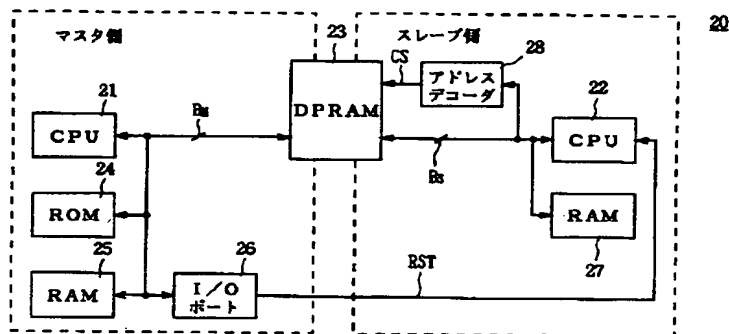 20
マスタ側
スレーブ側
23
DPRAM
CS
28
アドレス
デコーダ
21
CPU
Bm
22
CPU
Bs
24
ROM
RAM
27
25
RAM
26
I/O
ポート
RST